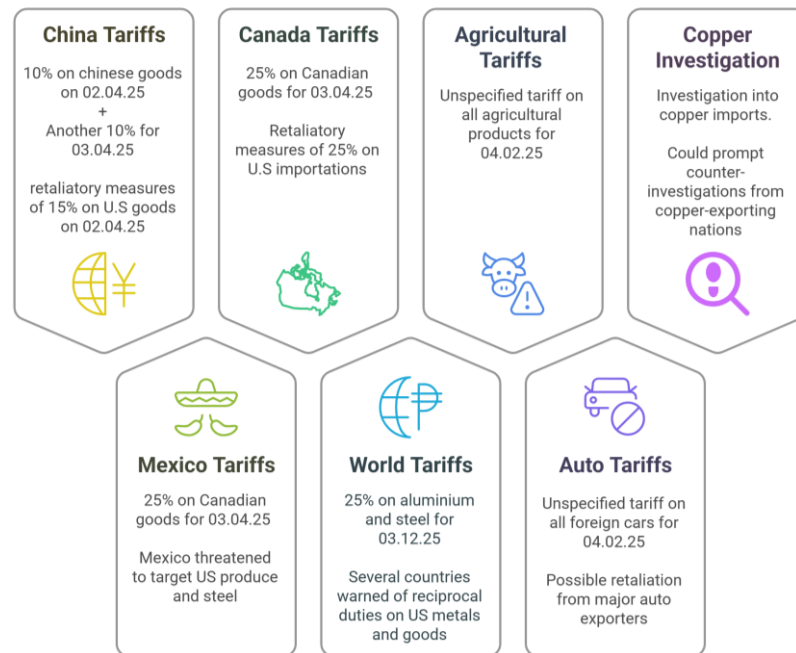 China Tariffs
10% on chinese goods
on 02.04.25
+
Another 10% for
03.04.25
retaliatory measures
of 15% on U.S goods
on 02.04.25
Canada Tariffs
25% on Canadian
goods for 03.04.25
Retaliatory
measures of 25% on
U.S importations
Agricultural
Tariffs
Unspecified tariff on
all agricultural
products for
04.02.25
Copper
Investigation
Investigation into
copper imports.
Could prompt
counter-
investigations from
copper-exporting
nations
Mexico Tariffs
25% on Canadian
goods for 03.04.25
Mexico threatened
to target US produce
and steel
World Tariffs
25% on aluminium
and steel for
03.12.25
Several countries
warned of reciprocal
duties on US metals
and goods
Auto Tariffs
Unspecified tariff on
all foreign cars for
04.02.25
Possible retaliation
from major auto
exporters